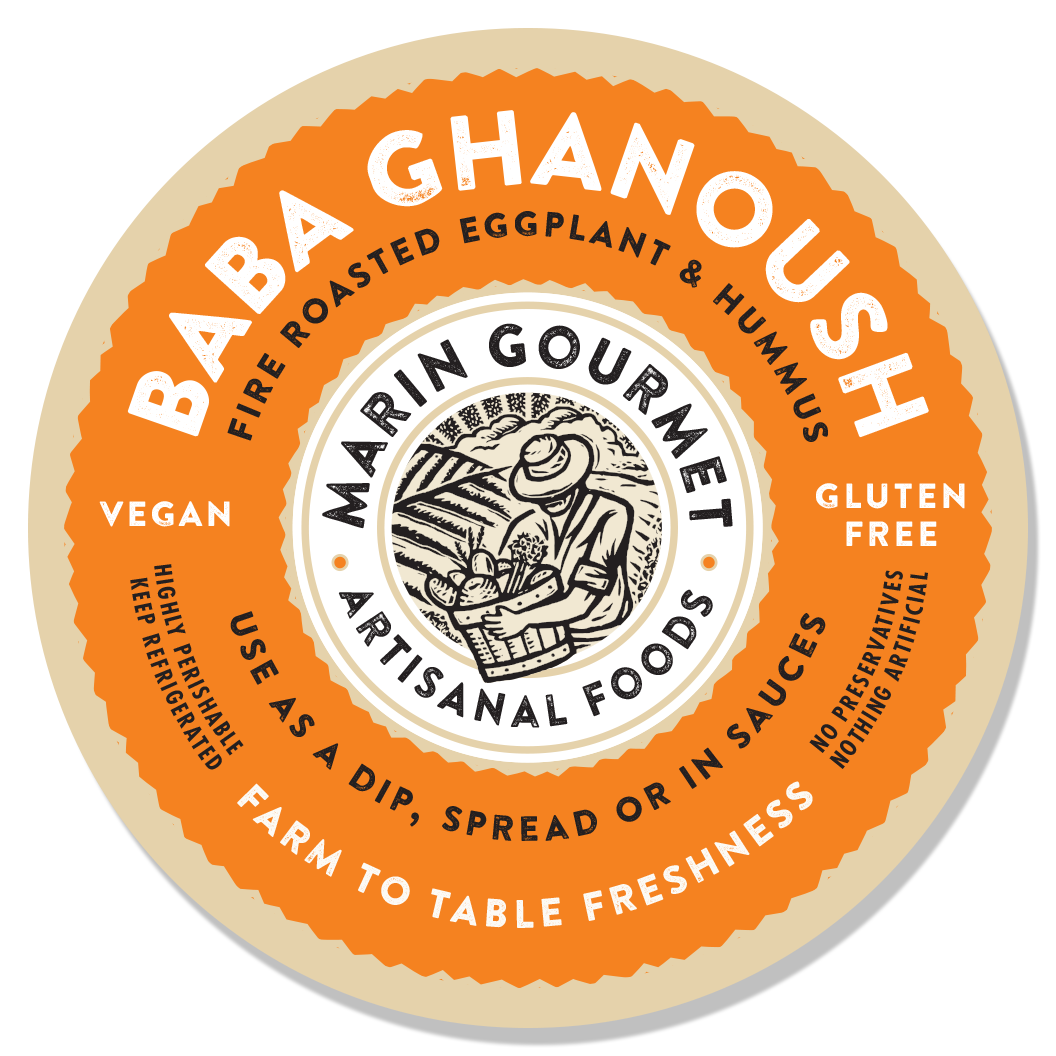 BABA GHANOUSH
FIRE ROASTED EGGPLANT & HUMMUS
MARIN GOURMET
ARTISANAL FOODS
VEGAN
GLUTEN
FREE
HIGHLY PERISHABLE
KEEP REFRIGERATED
NO PRESERVATIVES
NOTHING ARTIFICIAL
USE AS A DIP, SPREAD OR IN SAUCES
FARM TO TABLE FRESHNESS